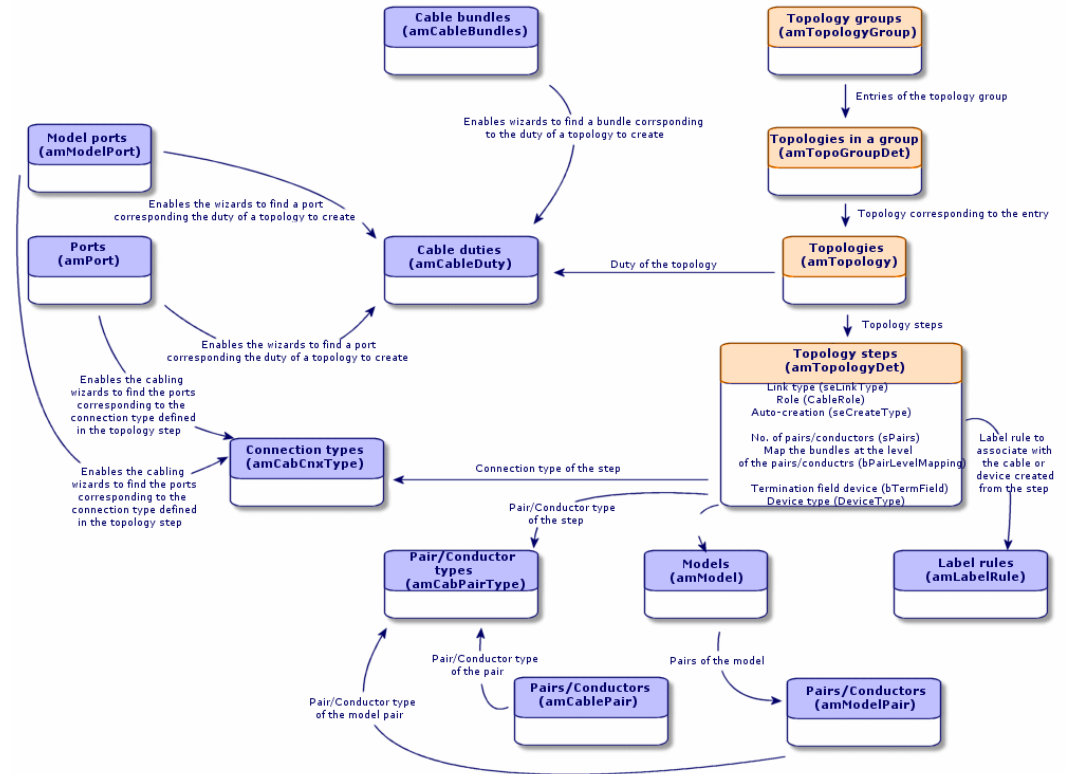 Cable bundles
(amCableBundles)
Topology groups
(amTopologyGroup)
Entries of the topology group
Enables wizards to find a bundle corrsponding
to the duty of a topology to create
Model ports
(amModelPort)
Topologies in a group
(amTopoGroupDet)
Enables the wizards to find a port
corresponding the duty of a topology to create
Topology corresponding to the entry
Ports
(amPort)
Cable duties
(amCableDuty)
Topologies
(amTopology)
Duty of the topology
Topology steps
Enables the wizards to find a port
corresponding the duty of a topology to create
Topology steps
(amTopologyDet)
Link type (seLinkType)
Role (CableRole)
Auto-creation (seCreateType)
No. of pairs/conductors (sPairs)
Map the bundles at the level
of the pairs/conductrs (bPairLevelMapping)
Termination field device (bTermField)
Device type (DeviceType)
Enables the cabling
wizards to find the ports
corresponding to the
connection type defined
in the topology step
Label rule to
associate with
the cable or
device created
from the step
Connection types
(amCabCnxType)
Connection type of the step
Enables the cabling
wizards to find the ports
corresponding to the
connection type defined
in the topology step
Pair/Conductor type
of the step
Pair/Conductor
types
(amCabPairType)
Models
(amModel)
Label rules
(amLabelRule)
Pair/Conductor type
of the pair
Pairs of the model
Pair/Conductor type
of the model pair
Pairs/Conductors
(amCablePair)
Pairs/Conductors
(amModelPair)